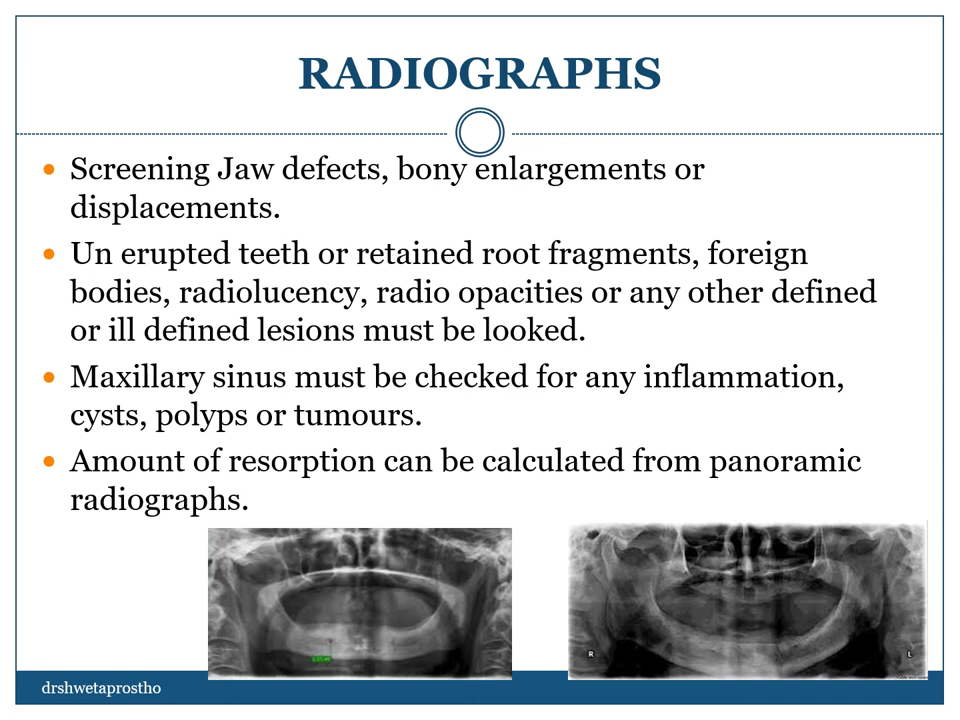 RADIOGRAPHS
Screening Jaw defects, bony enlargements or
displacements.
Un erupted teeth or retained root fragments, foreign
bodies, radiolucency, radio opacities or any other defined
or ill defined lesions must be looked.
Maxillary sinus must be checked for any inflammation,
cysts, polyps or tumours.
Amount of resorption can be calculated from panoramic
radiographs.
R
L
drshwetaprostho